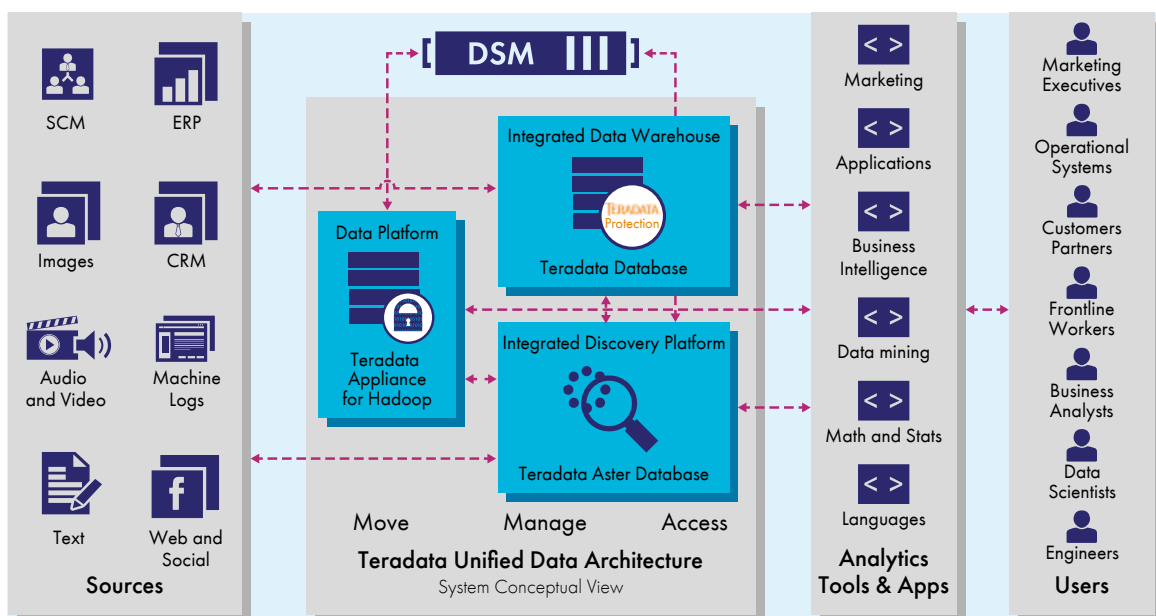 SCM
ERP
Images
CRM
Audio
and Video
Machine
Logs
Text
Web and
Social
Sources
DSM
Integrated Data Warehouse
TERADATA
Protection
Teradata Database
Data Platform
Teradata
Appliance
for Hadoop
Integrated Discovery Platform
Teradata Aster Database
Move
Manage
Access
Teradata Unified Data Architecture
System Conceptual View
< >
Marketing
< >
Applications
< >
Business
Intelligence
< >
Data mining
< >
Math and Stats
< >
Languages
Analytics
Tools & Apps
Marketing
Executives
Operational
Systems
Customers
Partners
Frontline
Workers
Business
Analysts
Data
Scientists
Engineers
Users